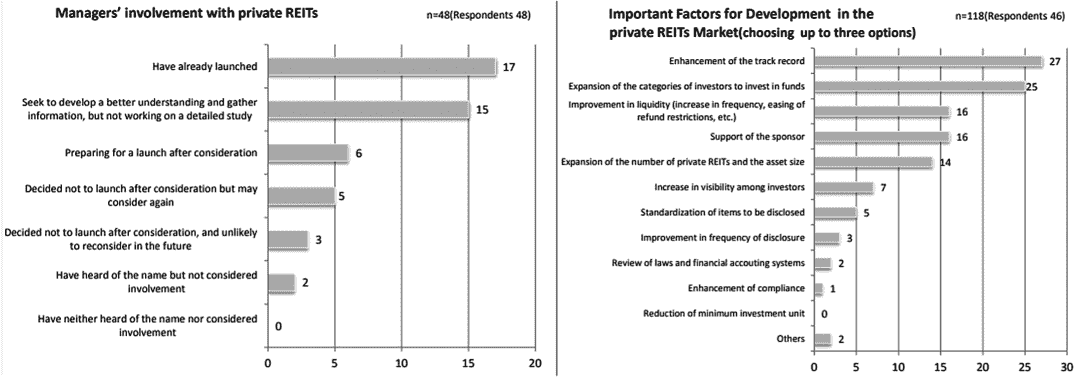 Managers' involvement with private REITs
n=48(Respondents 48)
Have already launched
17
Seek to develop a better understanding and gather
information, but not working on a detailed study
15
Preparing for a launch after consideration
6
Decided not to launch after consideration but may
consider again
5
Decided not to launch after consideration, and unlikely
to reconsider in the future
3
Have heard of the name but not considered
involvement
2
Have neither heard of the name nor considered
involvement
0
0 5 10 15 20
Important Factors for Development in the
private REITs Market(choosing up to three options)
n=118(Respondents 46)
Enhancement of the track record
27
Expansion of the categories of investors to invest in funds
25
Improvement in liquidity (increase in frequency, easing of
refund restrictions, etc.)
16
Support of the sponsor
16
Expansion of the number of private REITs and the asset size
14
Increase in visibility among investors
7
Standardization of items to be disclosed
5
Improvement in frequency of disclosure
3
Review of laws and financial accouting systems
2
Enhancement of compliance
1
Reduction of minimum investment unit
0
Others
2
0 5 10 15 20 25 30